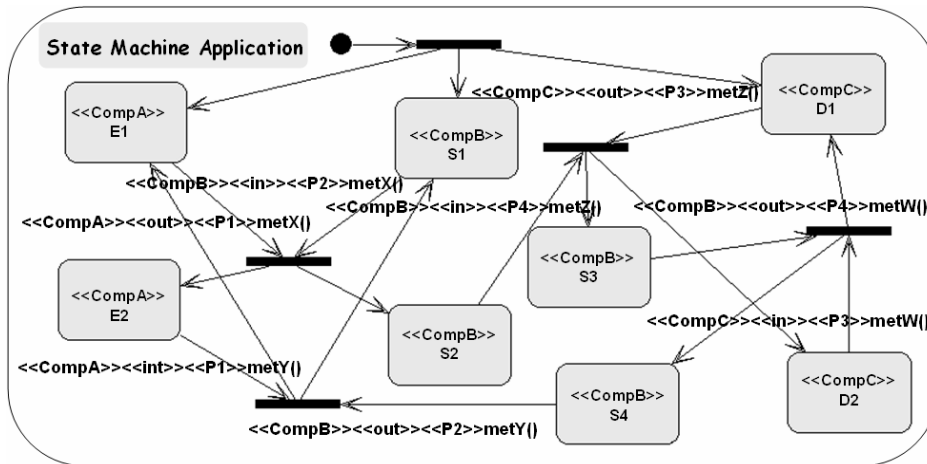 State Machine Application
<<CompC>><<out>><<P3>>metZ()
<<CompA>>
E1
<<CompB>>
S1
<<CompC>>
D1
<<CompB>><<in>><<P2>>metX()
<<CompA>><<out>><<P1>>metX()
<<CompB>><<in>><<P4>>metZ()
<<CompB>><<out>><<P4>>metW()
<<CompA>>
E2
<<CompB>>
S2
<<CompB>>
S3
<<CompC>><<in>><<P3>>metW()
<<CompA>><<int>><<P1>>metY()
<<CompB>>
S4
<<CompC>>
D2
<<CompB>><<out>><<P2>>metY()